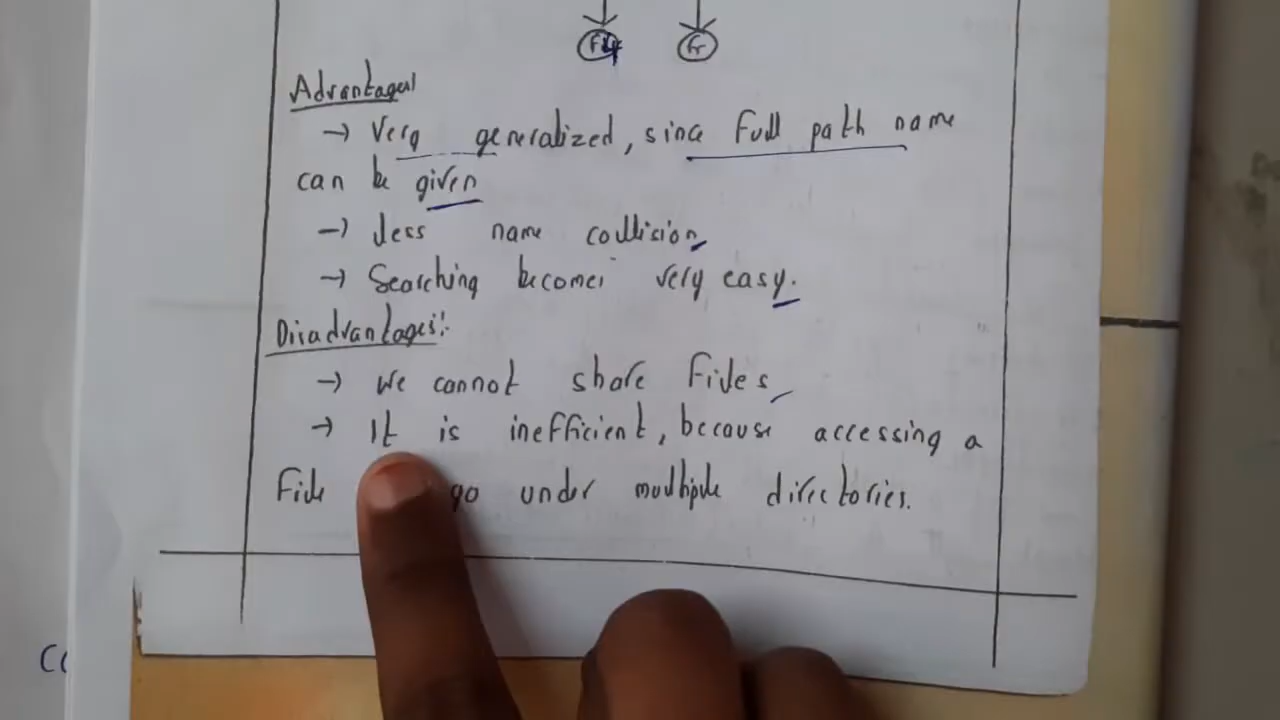 Advantages!
→ Very generalized, since full path name
can be given
→ less name collision
→ Searching becomes very easy.
Disadvantages:
→ We cannot share files
→ It is inefficient, because accessing a
File go under multiple directories.